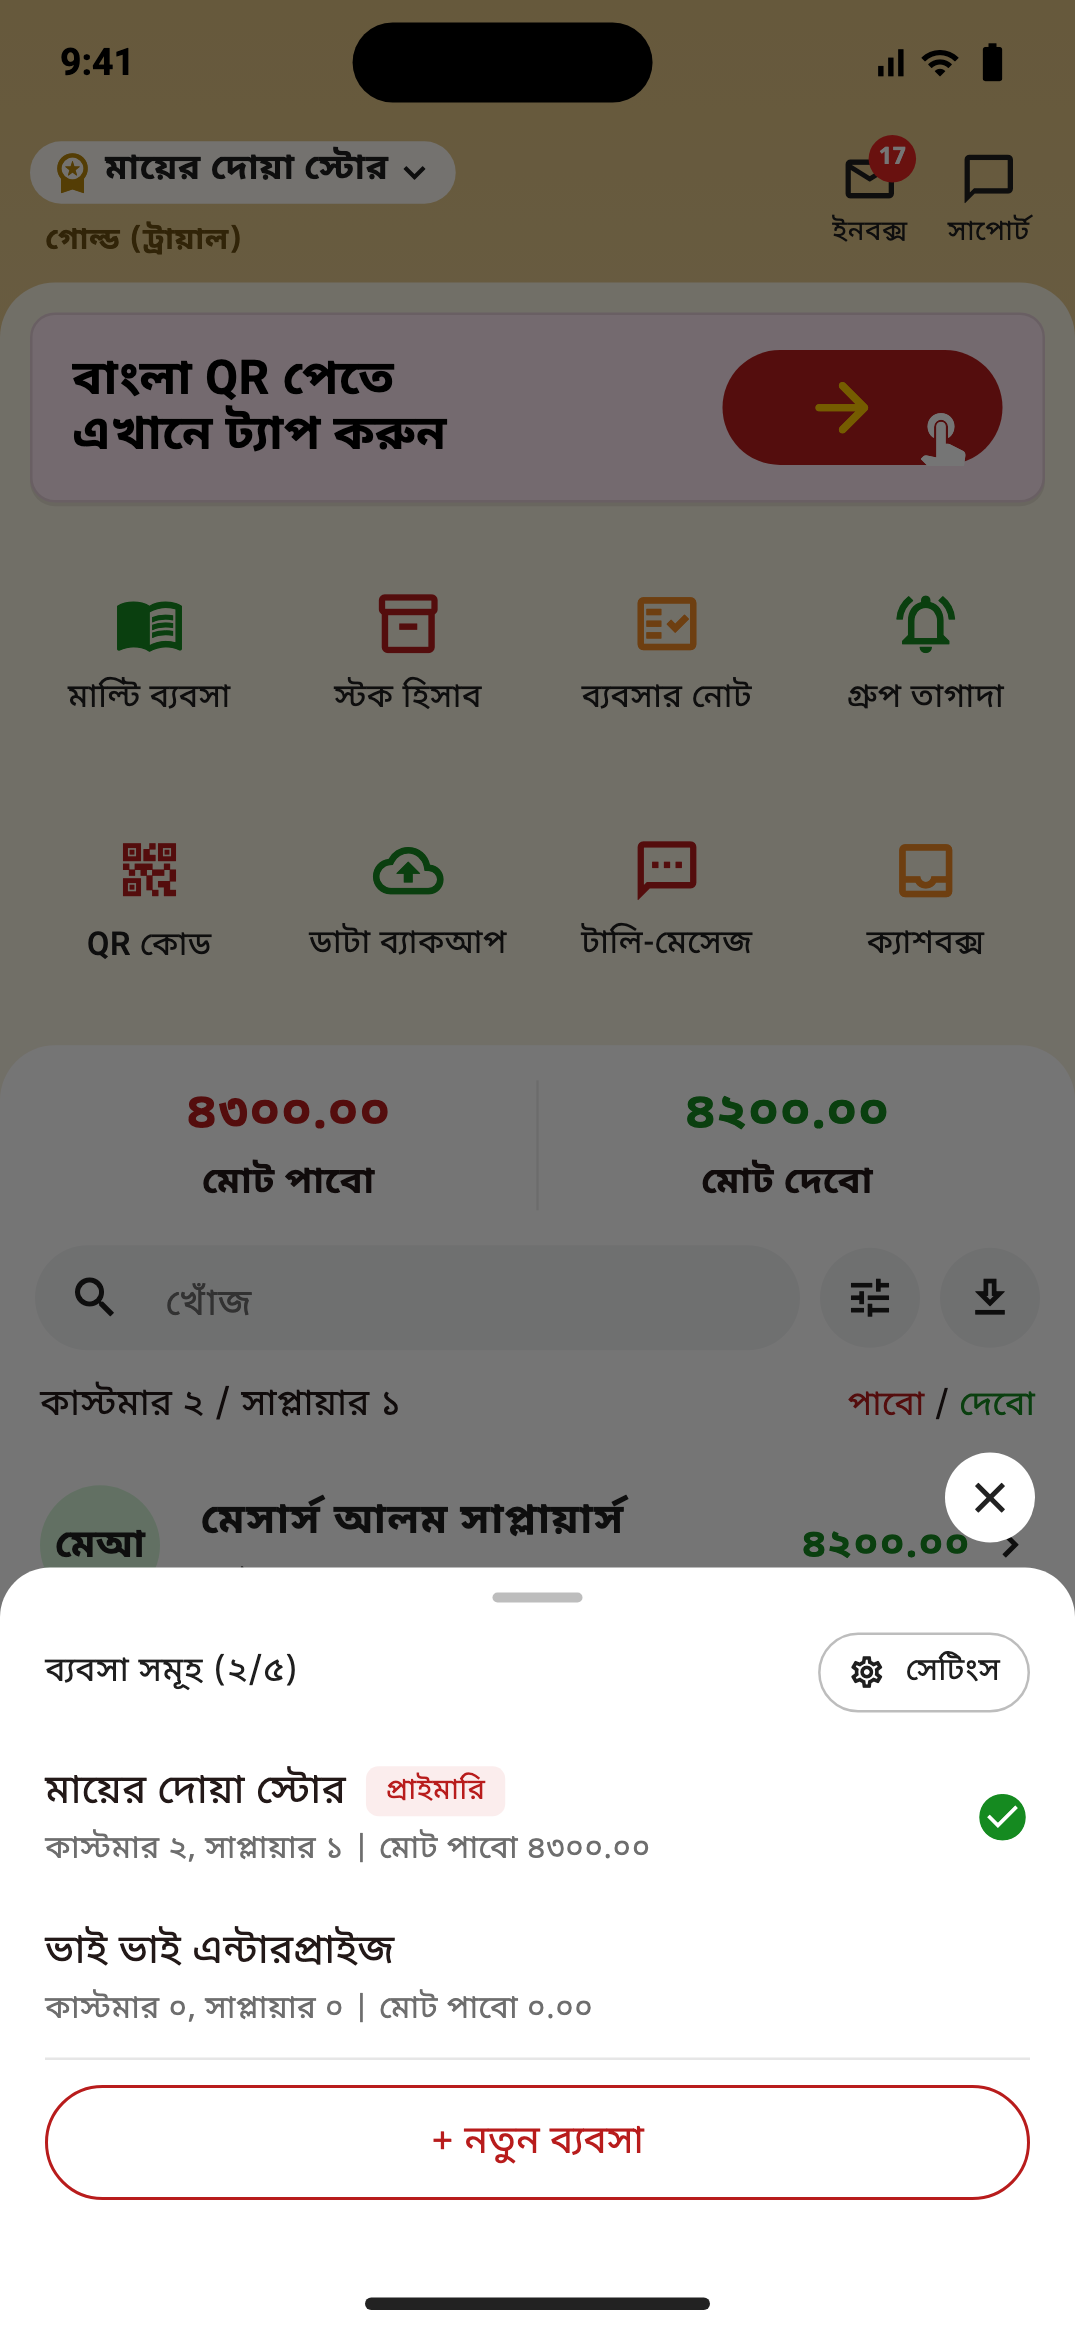 9:41
মায়ের দোয়া স্টোর
17
গোল্ড (ট্রায়াল)
ইনবক্স
সাপোর্ট
বাংলা QR পেতে
এখানে ট্যাপ করুন
মাল্টি ব্যবসা
স্টক হিসাব
ব্যবসার নোট
গ্রুপ তাগাদা
QR কোড
ডাটা ব্যাকআপ
টালি-মেসেজ
ক্যাশবক্স
৪৩০০.০০
৪২০০.০০
মোট পাবো
মোট দেবো
খোঁজ
কাস্টমার ২ / সাপ্লায়ার ১
পাবো / দেবো
মেআ
মেসার্স আলম সাপ্লায়ার্স
৪২০০.০০
ব্যবসা সমূহ (২/৫)
সেটিংস
মায়ের দোয়া স্টোর
প্রাইমারি
কাস্টমার ২, সাপ্লায়ার ১ | মোট পাবো ৪৩০০.০০
ভাই ভাই এন্টারপ্রাইজ
কাস্টমার ০, সাপ্লায়ার ০ | মোট পাবো ০.০০
+ নতুন ব্যবসা